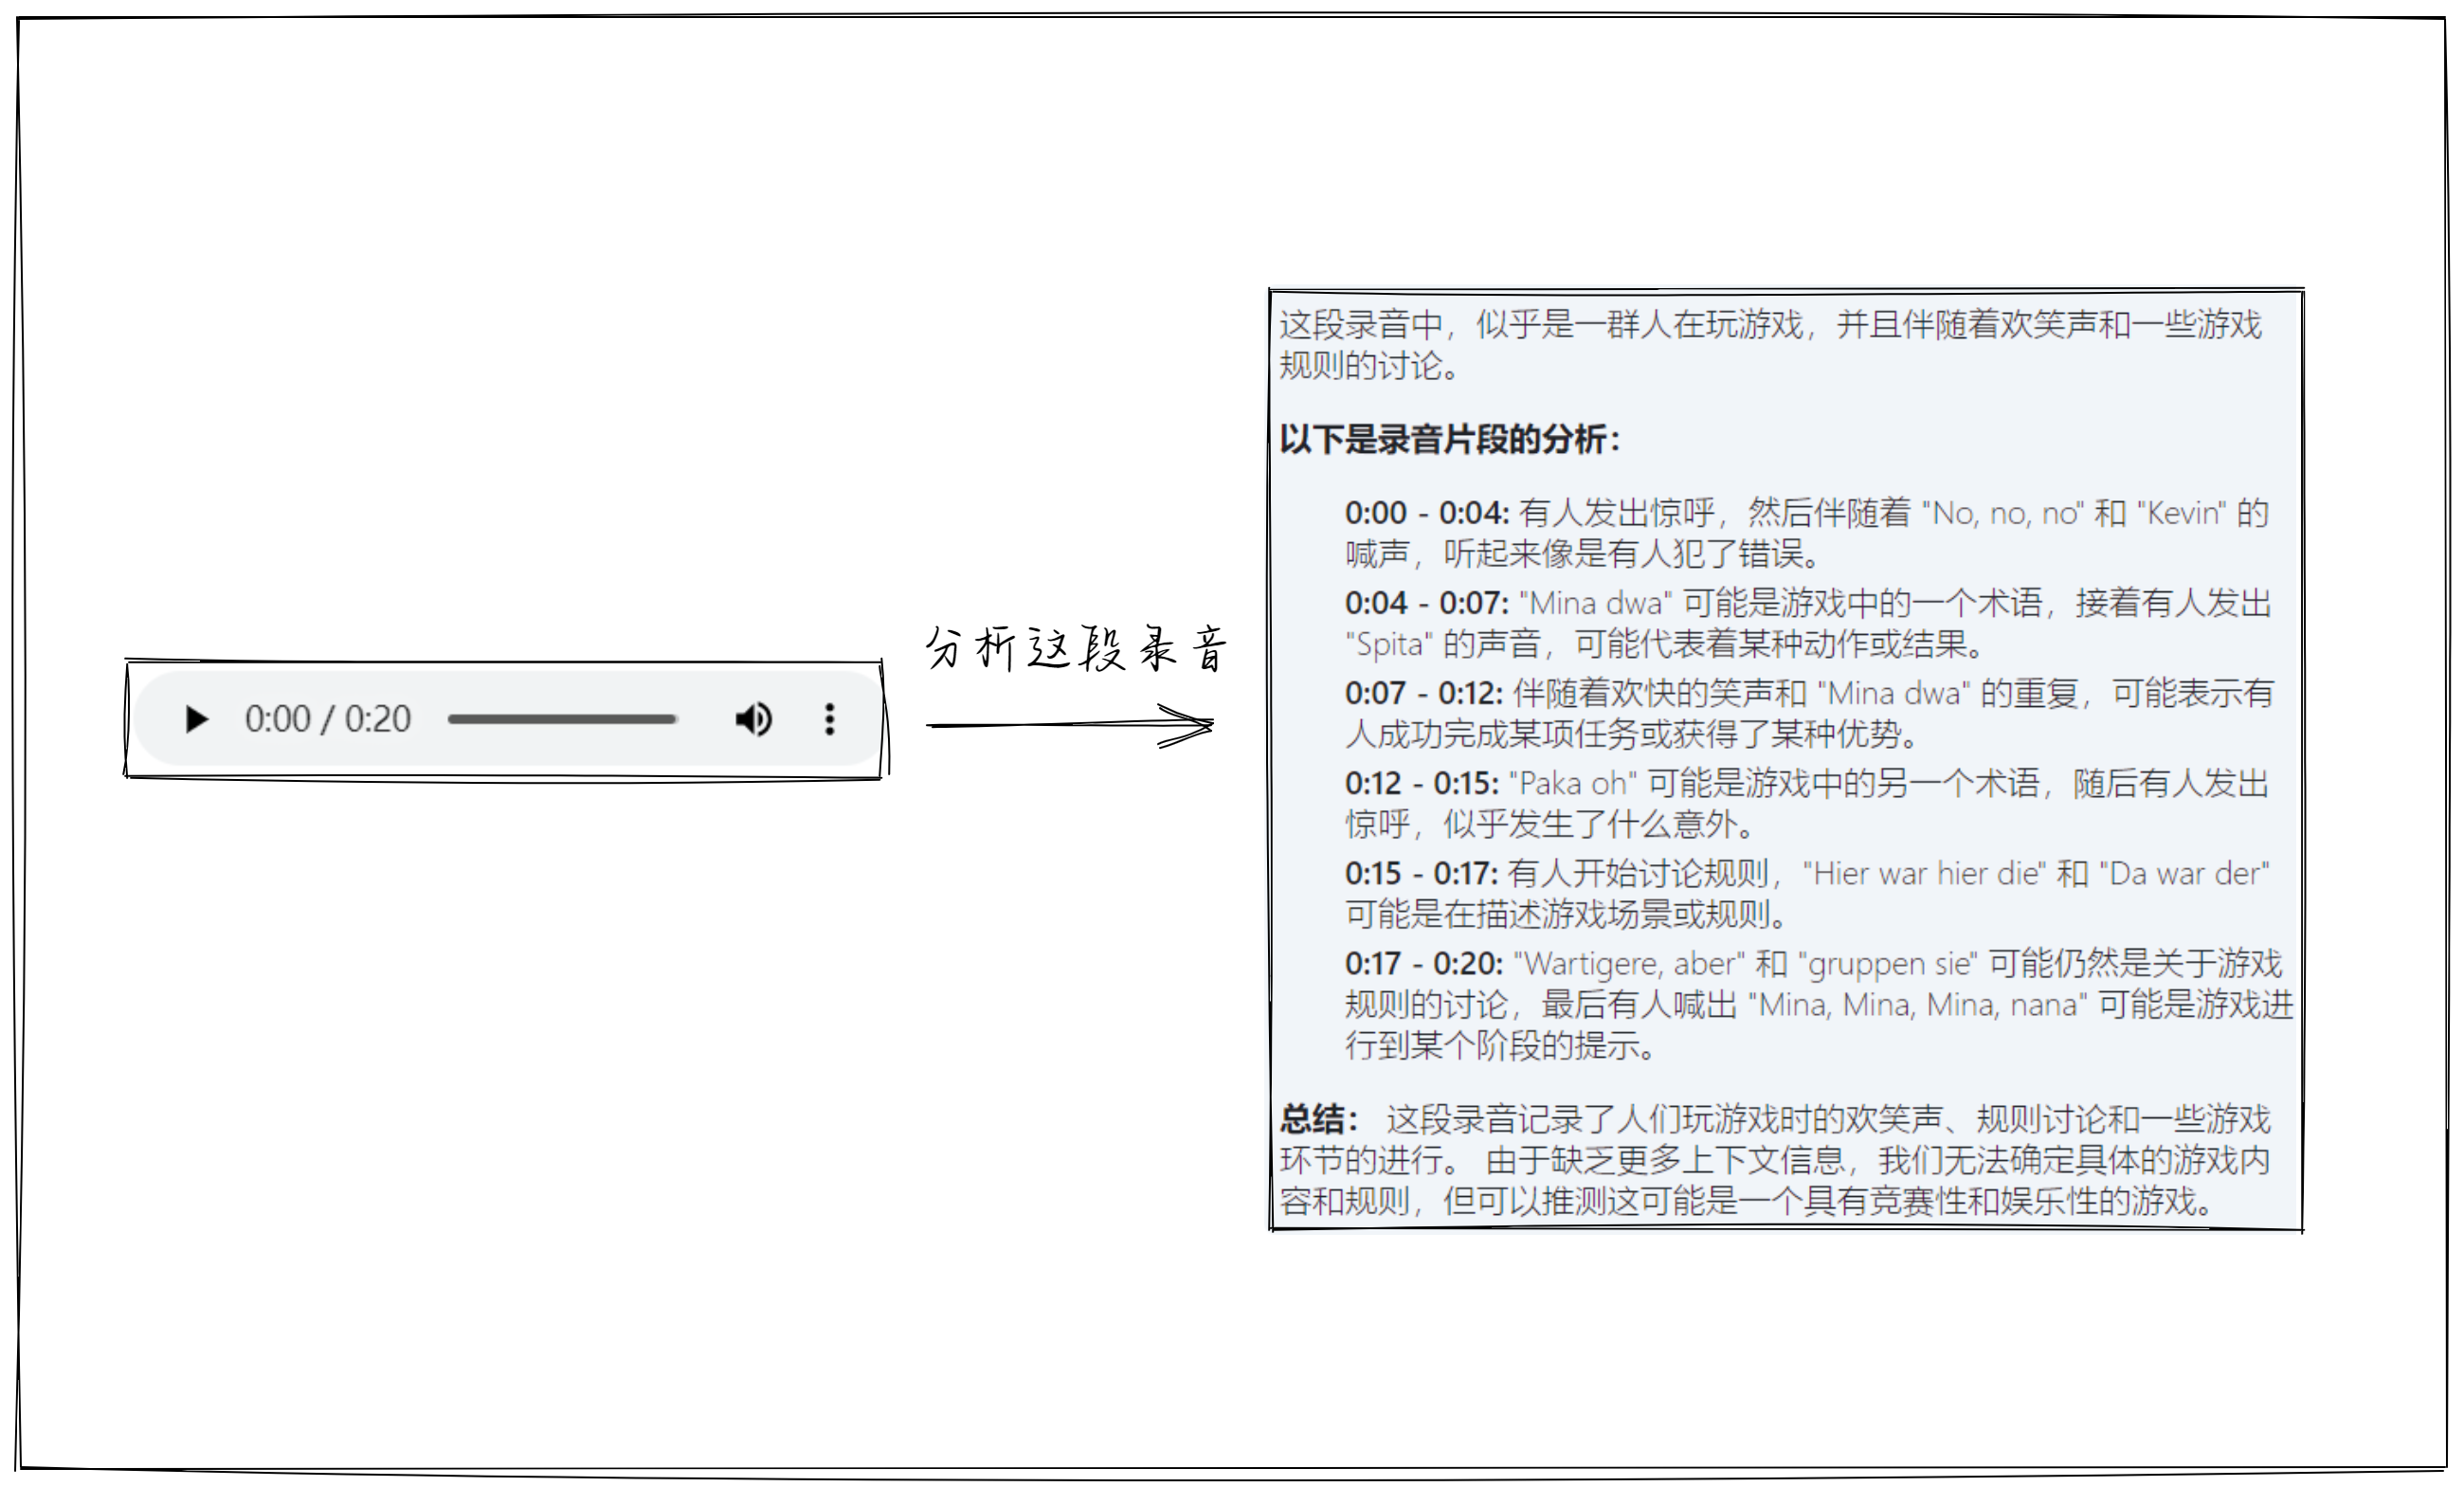 0:00 / 0:20
分析这段录音
这段录音中，似乎是一群人在玩游戏，并且伴随着欢笑声和一些游戏
规则的讨论。
以下是录音片段的分析：
0:00 - 0:04: 有人发出惊呼，然后伴随着 "No, no, no" 和 "Kevin" 的
喊声，听起来像是有人犯了错误。
0:04 - 0:07: "Mina dwa" 可能是游戏中的一个术语，接着有人发出
"Spita" 的声音，可能代表着某种动作或结果。
0:07 - 0:12: 伴随着欢快的笑声和 "Mina dwa" 的重复，可能表示有
人成功完成某项任务或获得了某种优势。
0:12 - 0:15: "Paka oh" 可能是游戏中的另一个术语，随后有人发出
惊呼，似乎发生了什么意外。
0:15 - 0:17: 有人开始讨论规则，"Hier war hier die" 和 "Da war der"
可能是在描述游戏场景或规则。
0:17 - 0:20: "Wartigere, aber" 和 "gruppen sie" 可能仍然是关于游戏
规则的讨论，最后有人喊出 "Mina, Mina, Mina, nana" 可能是游戏进
行到某个阶段的提示。
总结： 这段录音记录了人们玩游戏时的欢笑声、规则讨论和一些游戏
环节的进行。 由于缺乏更多上下文信息，我们无法确定具体的游戏内
容和规则，但可以推测这可能是一个具有竞赛性和娱乐性的游戏。